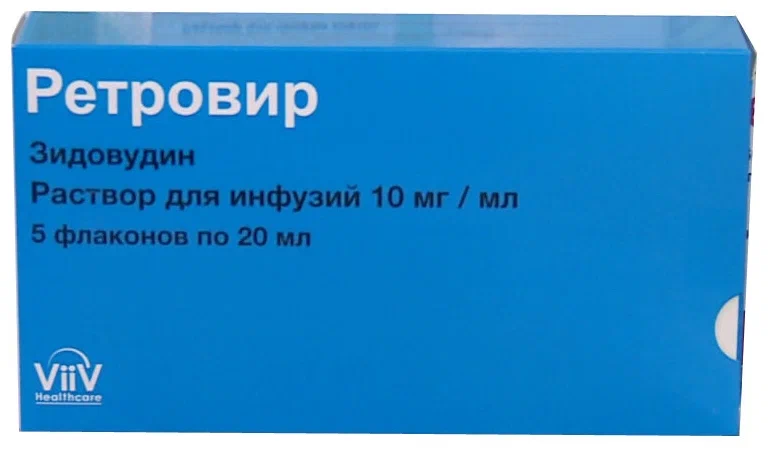 Ретровир
Зидовудин
Раствор для инфузий 10 мг / мл
5 флаконов по 20 мл
ViiV
Healthcare